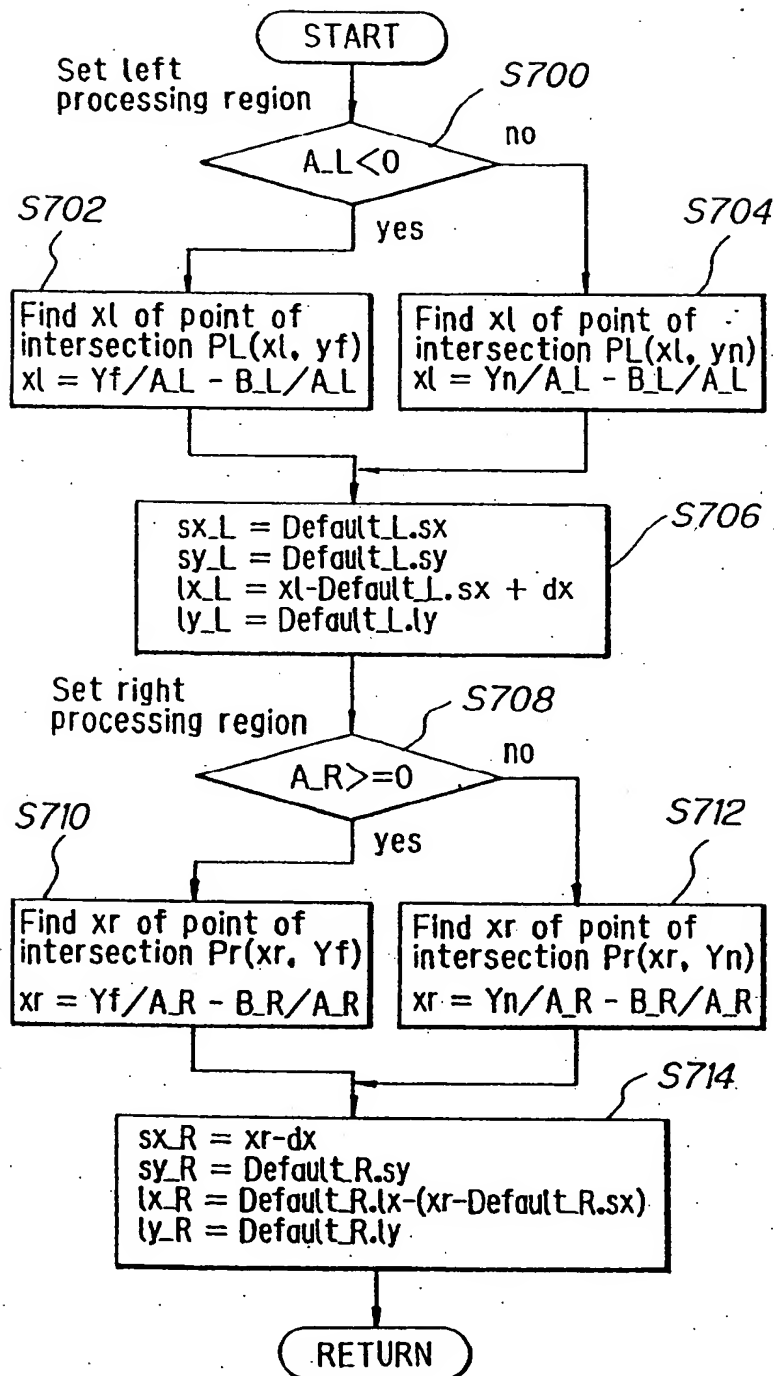 START
Set left
processing region
S700
A_L<0
no
yes
S702
S704
Find xl of point of
intersection PL(xl, yf)
xl = Yf/A_L - B_L/A_L
Find xl of point of
intersection PL(xl, yn)
xl = Yn/A_L - B_L/A_L
S706
sx_L = Default_L.sx
sy_L = Default_L.sy
lx_L = xl-Default_L.sx + dx
ly_L = Default_L.ly
Set right
processing region
S708
A_R>=0
no
yes
S710
S712
Find xr of point of
intersection Pr(xr, Yf)
xr = Yf/A_R - B_R/A_R
Find xr of point of
intersection Pr(xr, Yn)
xr = Yn/A_R - B_R/A_R
S714
sx_R = xr-dx
sy_R = Default_R.sy
lx_R = Default_R.lx-(xr-Default_R.sx)
ly_R = Default_R.ly
RETURN